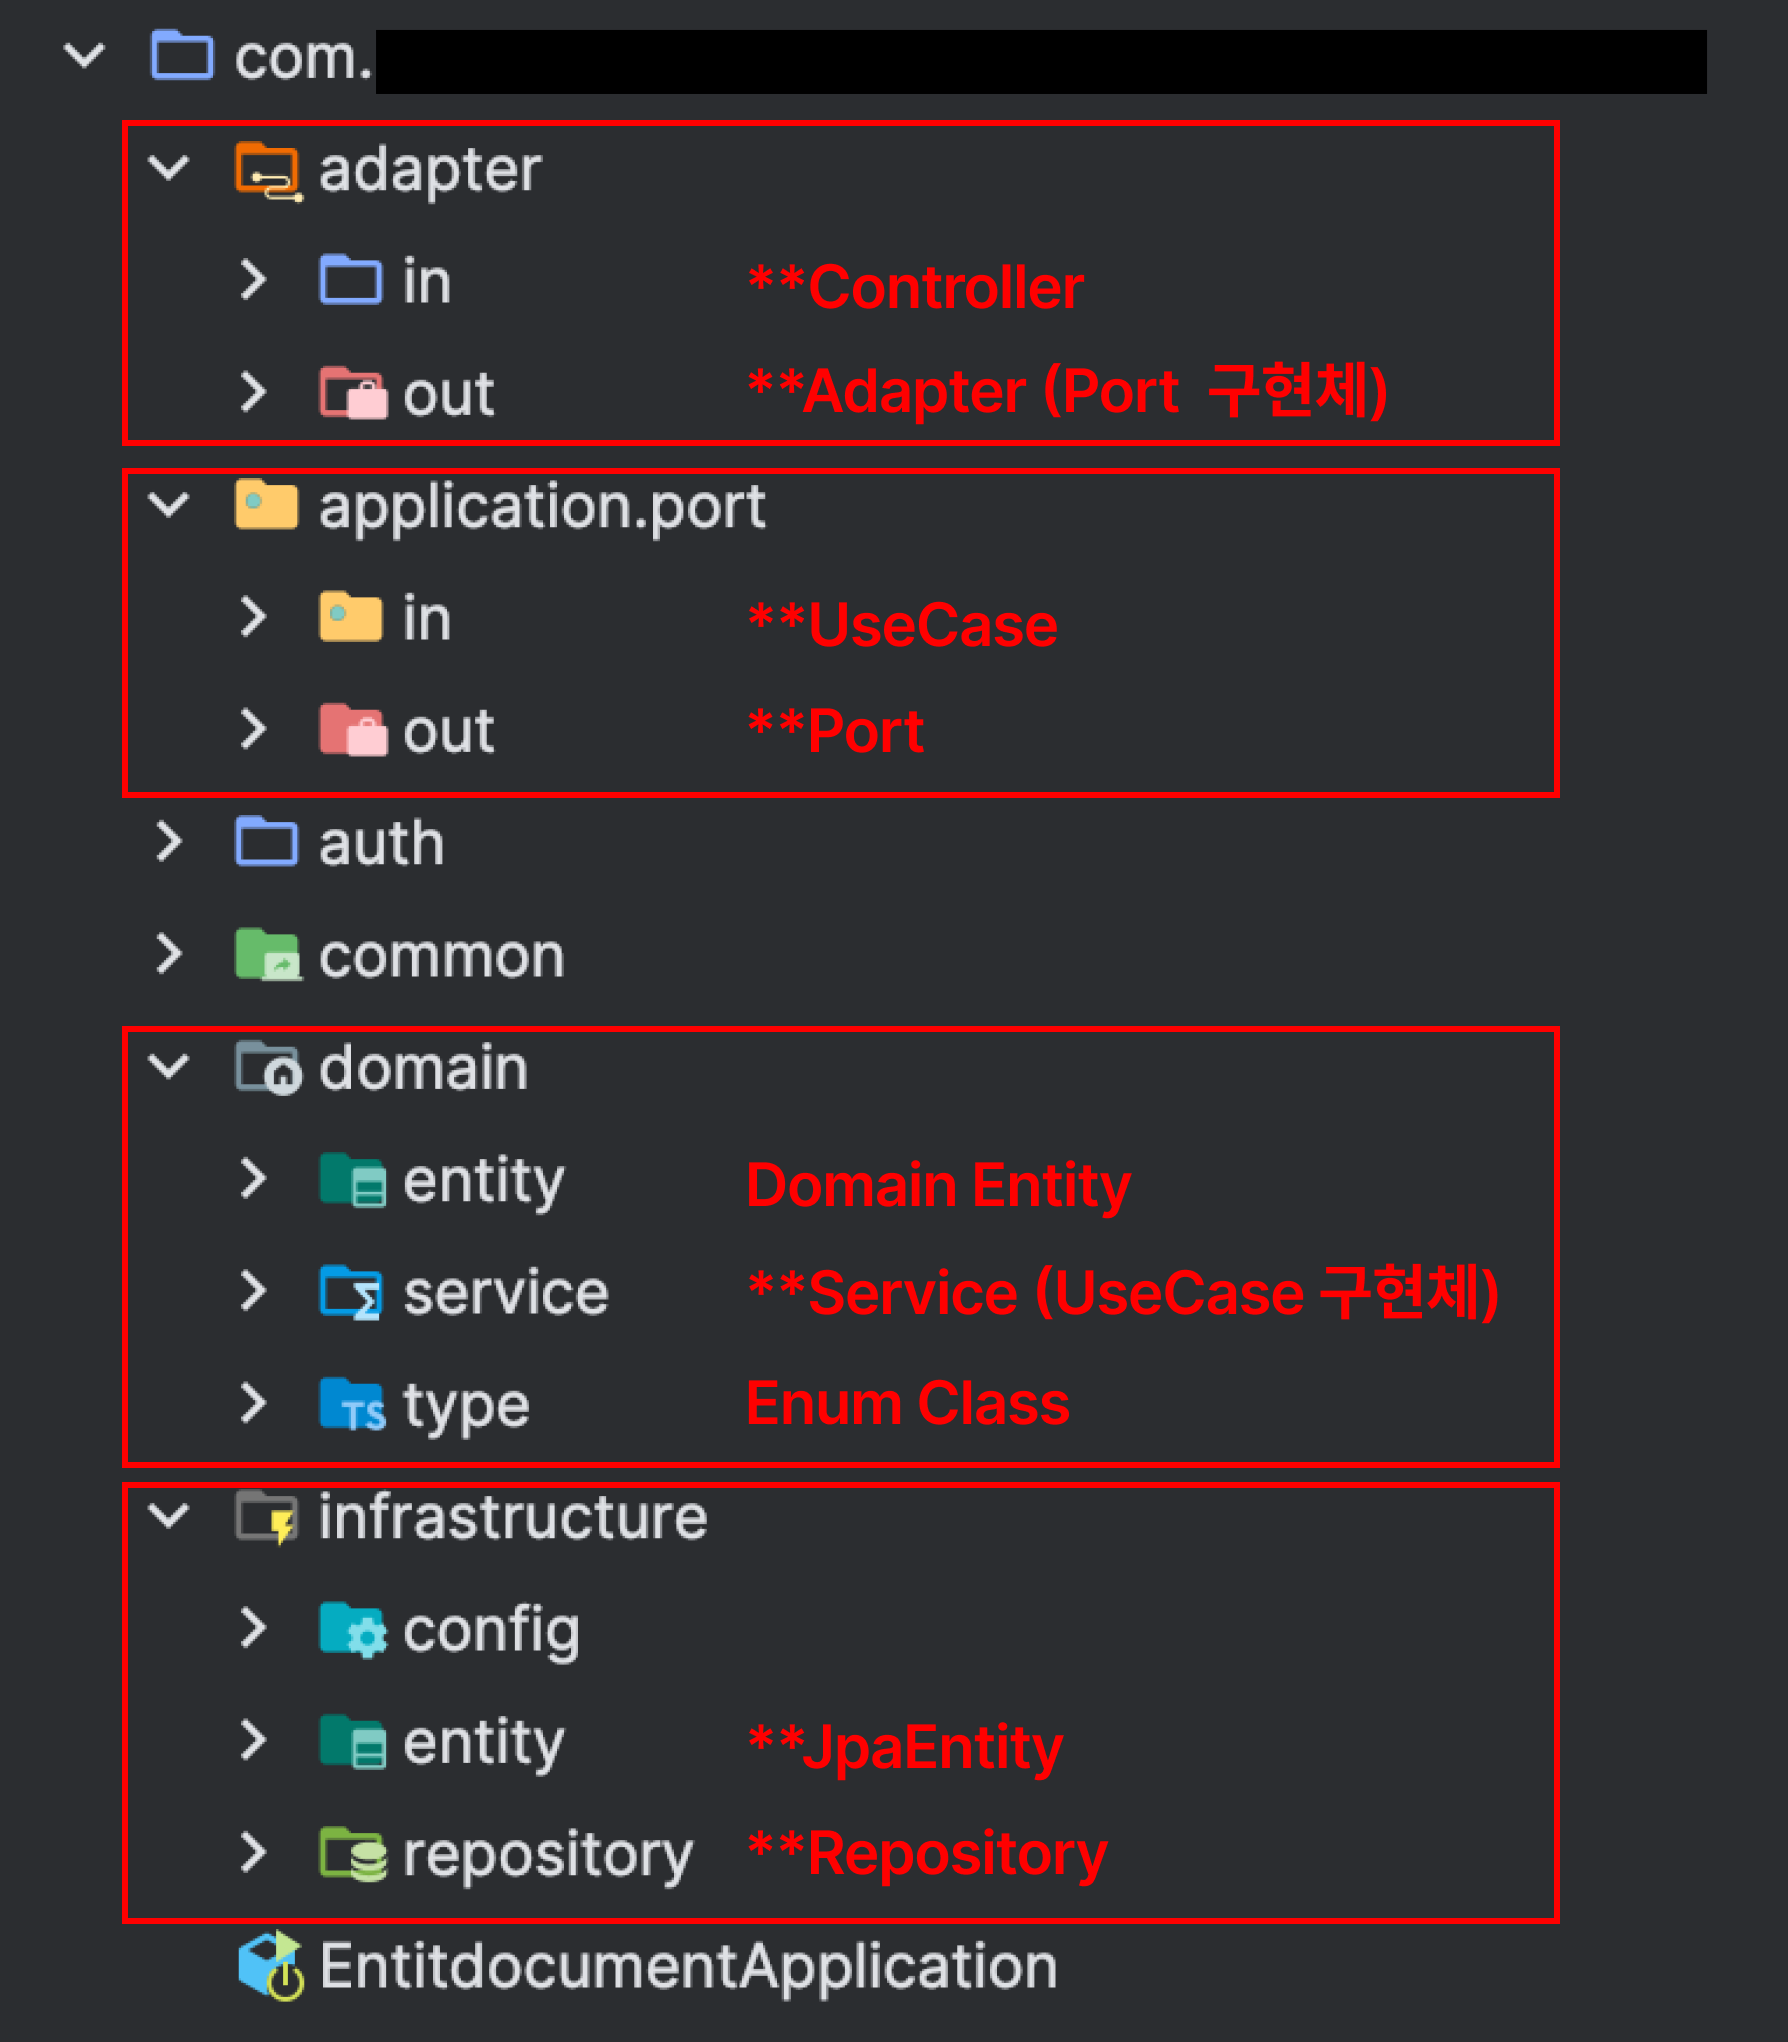 com.
adapter
in **Controller
out **Adapter (Port 구현체)
application.port
in **UseCase
out **Port
auth
common
domain
entity Domain Entity
service **Service (UseCase 구현체)
type Enum Class
infrastructure
config
entity **JpaEntity
repository **Repository
EntitdocumentApplication